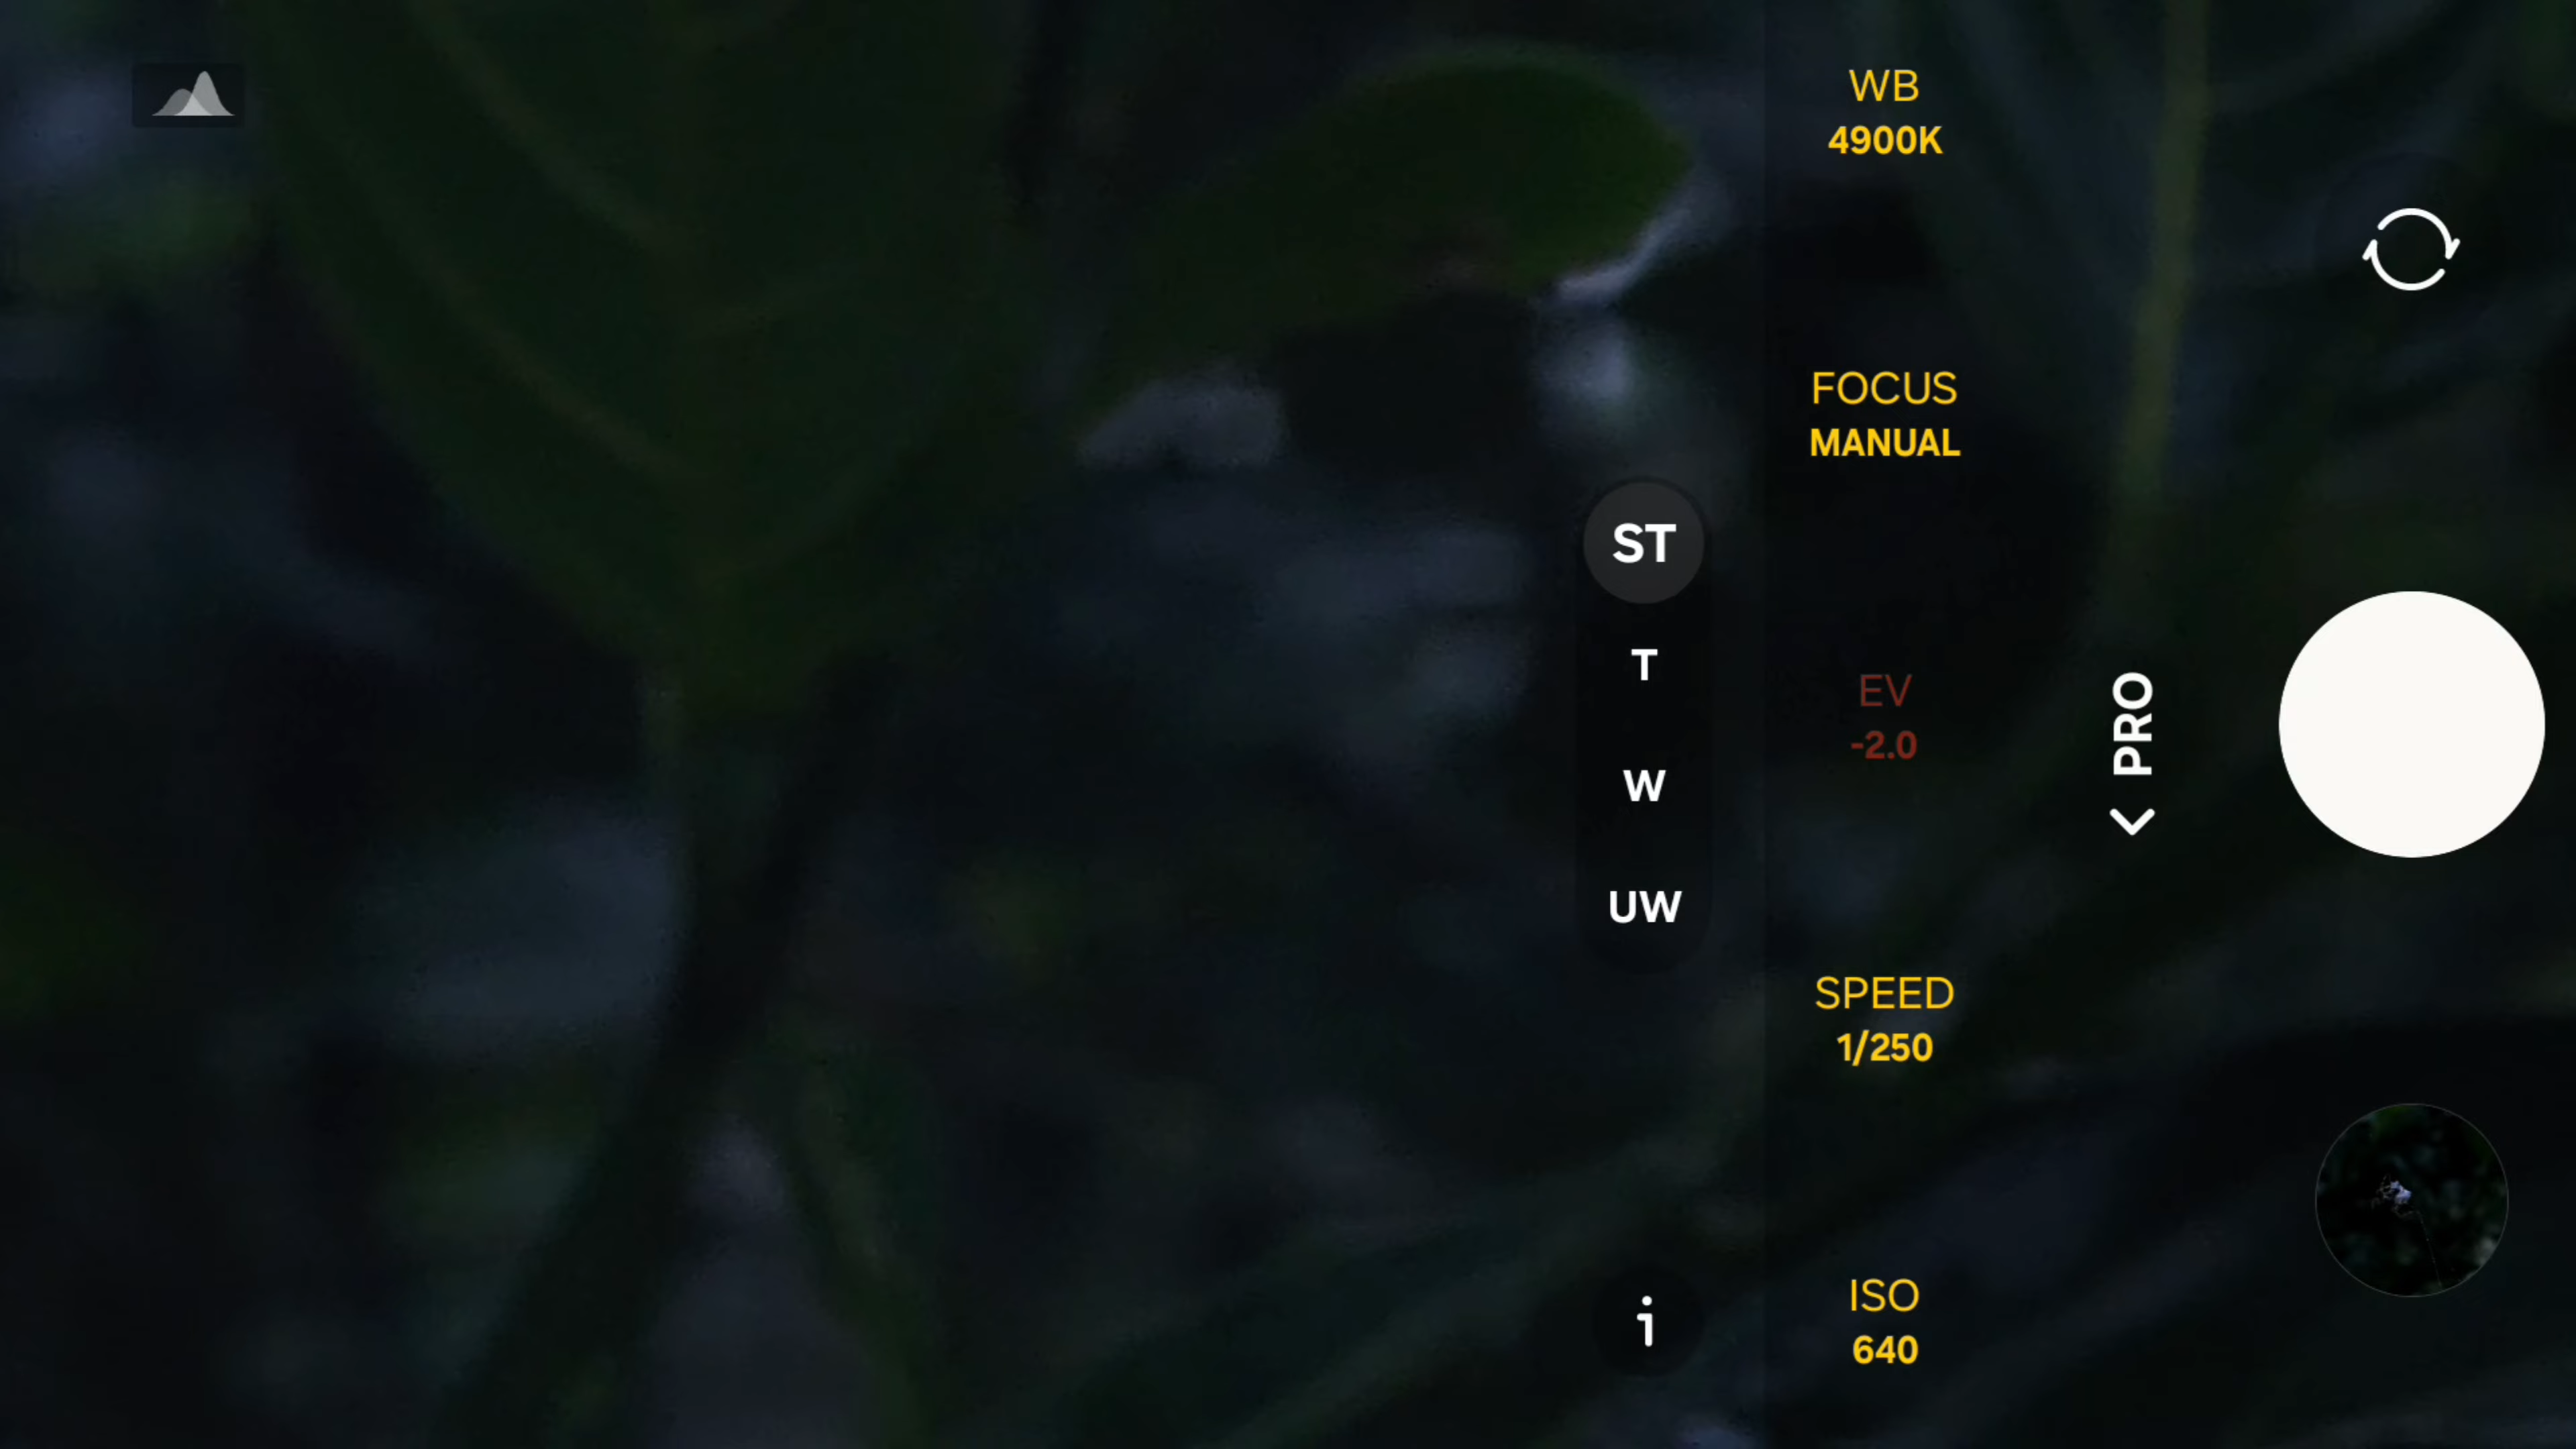 WB
4900K
FOCUS
MANUAL
ST
T
W
UW
EV
-2.0
PRO
SPEED
1/250
i
ISO
640